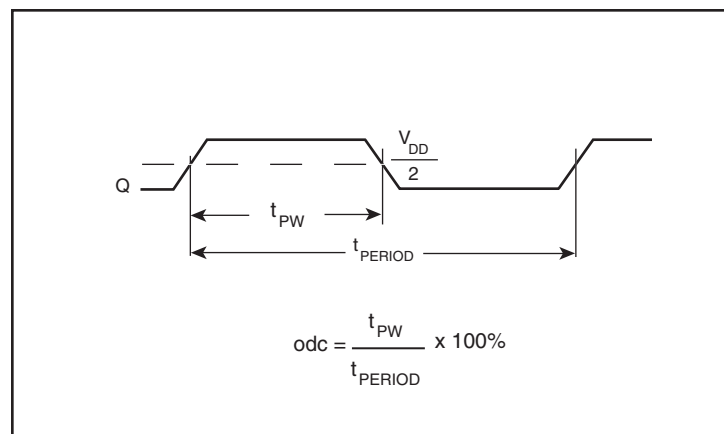 V_DD
2
Q
t_PW
t_PERIOD
odc = t_PW / t_PERIOD x 100%